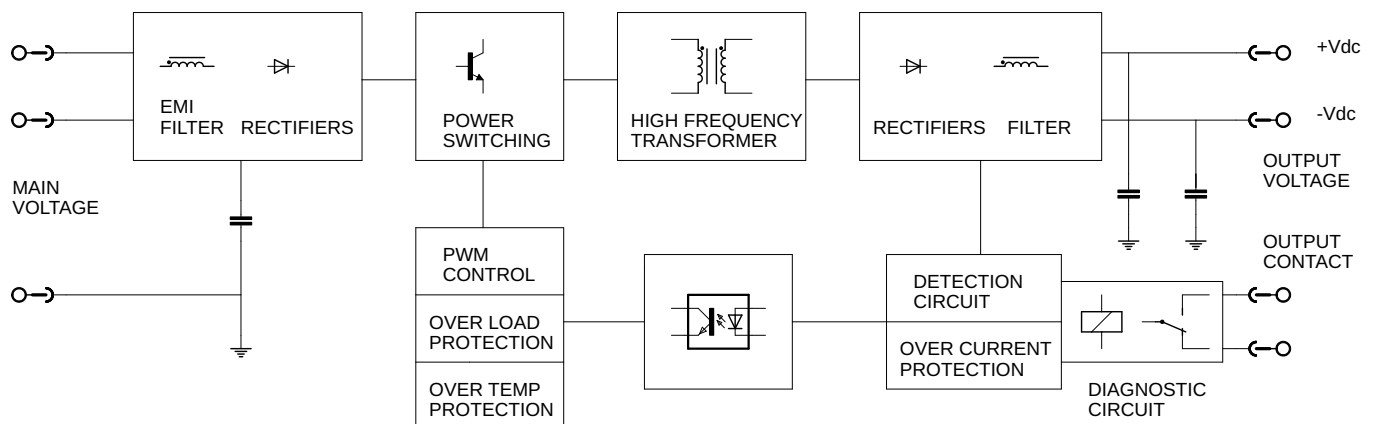 +Vdc
EMI
FILTER RECTIFIERS
POWER
SWITCHING
HIGH FREQUENCY
TRANSFORMER
RECTIFIERS FILTER
-Vdc
MAIN
VOLTAGE
OUTPUT
VOLTAGE
PWM
CONTROL
OVER LOAD
PROTECTION
OVER TEMP
PROTECTION
DETECTION
CIRCUIT
OVER CURRENT
PROTECTION
OUTPUT
CONTACT
DIAGNOSTIC
CIRCUIT